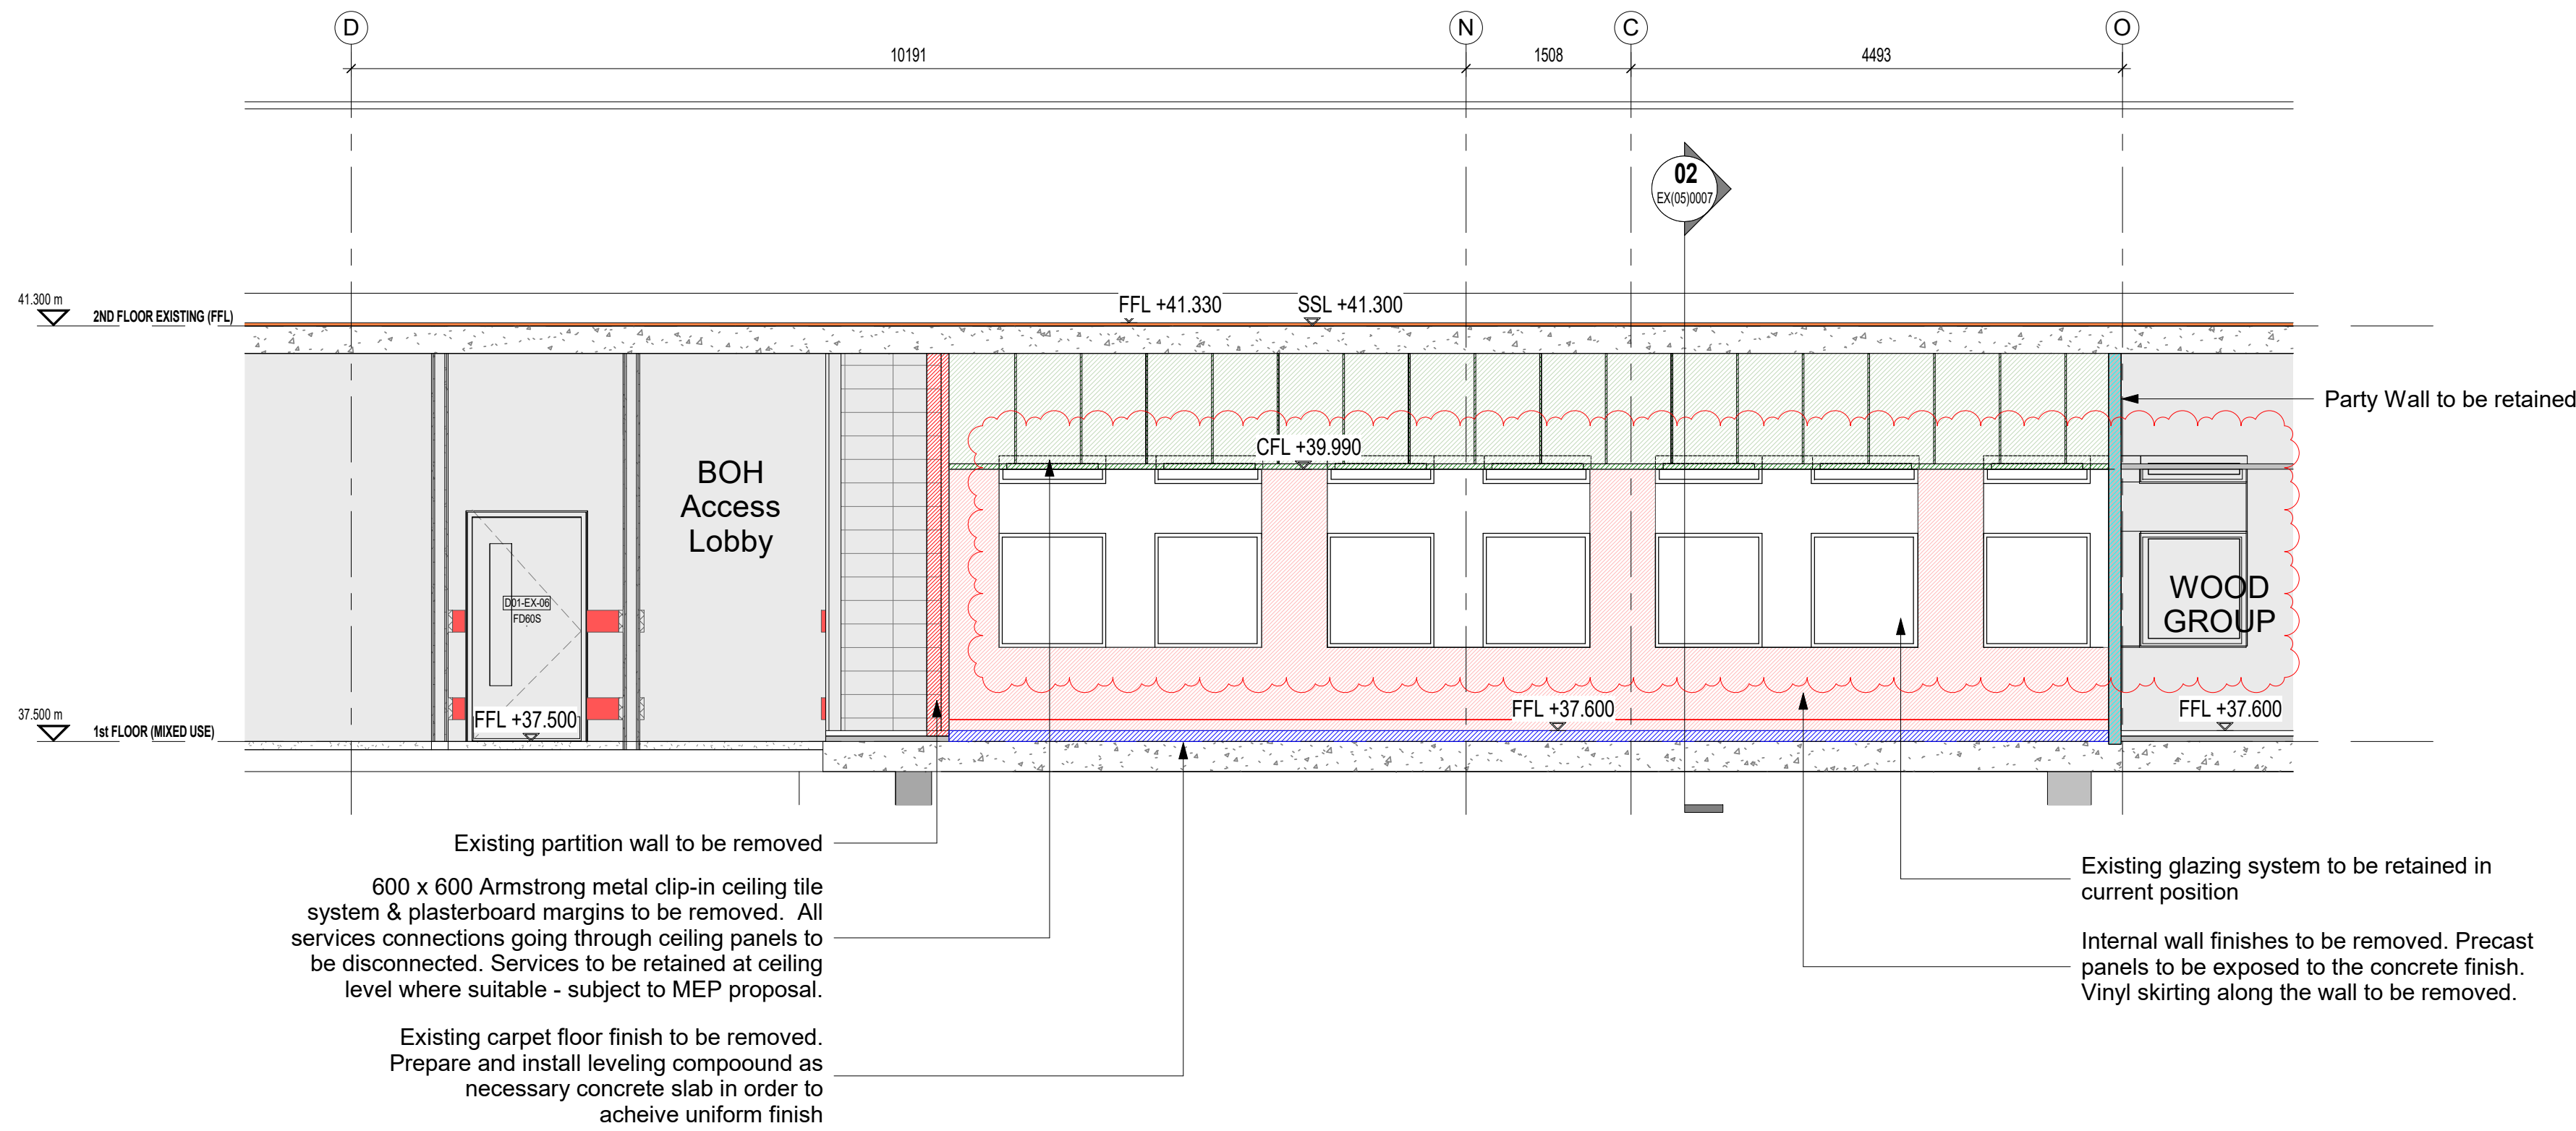 D
N
C
O
10191
1508
4493
02
EX(05)0007
41.300 m
2ND FLOOR EXISTING (FFL)
FFL +41.330
SSL +41.300
Party Wall to be retained
CFL +39.990
BOH
Access
Lobby
D01-EX-06
FD60S
WOOD
GROUP
37.500 m
1st FLOOR (MIXED USE)
FFL +37.500
FFL +37.600
FFL +37.600
Existing partition wall to be removed
600 x 600 Armstrong metal clip-in ceiling tile
system & plasterboard margins to be removed.  All
services connections going through ceiling panels to
be disconnected. Services to be retained at ceiling
level where suitable - subject to MEP proposal.
Existing carpet floor finish to be removed.
Prepare and install leveling compoound as
necessary concrete slab in order to
acheive uniform finish
Existing glazing system to be retained in
current position
Internal wall finishes to be removed. Precast
panels to be exposed to the concrete finish.
Vinyl skirting along the wall to be removed.